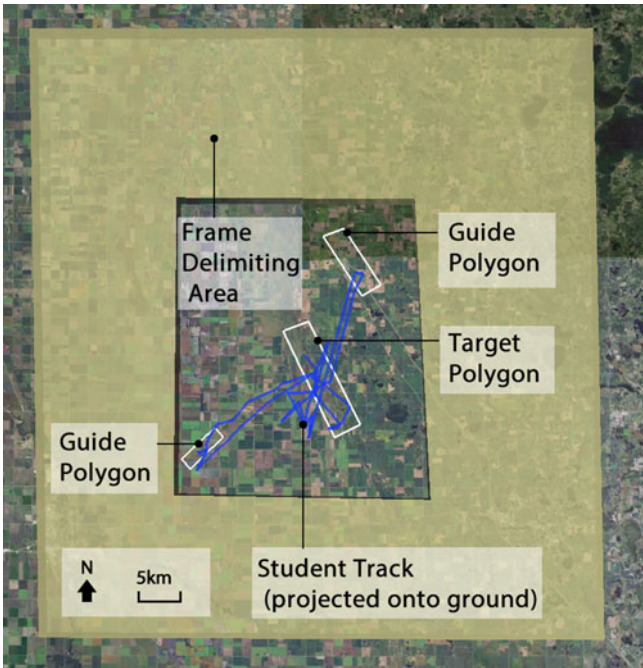 Frame
Delimiting
Area
Guide
Polygon
Target
Polygon
Guide
Polygon
N
5km
Student Track
(projected onto ground)